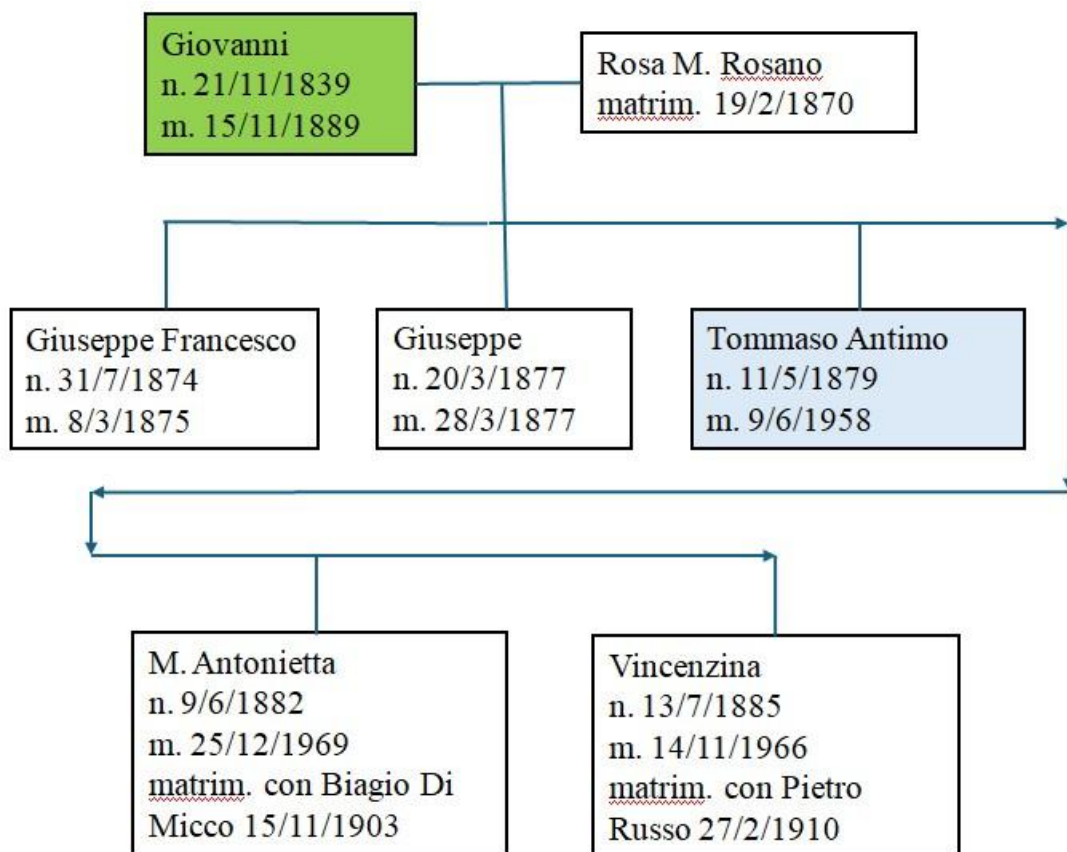 Giovanni
n. 21/11/1839
m. 15/11/1889
Rosa M. Rosano
matrim. 19/2/1870
Giuseppe Francesco
n. 31/7/1874
m. 8/3/1875
Giuseppe
n. 20/3/1877
m. 28/3/1877
Tommaso Antimo
n. 11/5/1879
m. 9/6/1958
M. Antonietta
n. 9/6/1882
m. 25/12/1969
matrim. con Biagio Di
Micco 15/11/1903
Vincenzina
n. 13/7/1885
m. 14/11/1966
matrim. con Pietro
Russo 27/2/1910